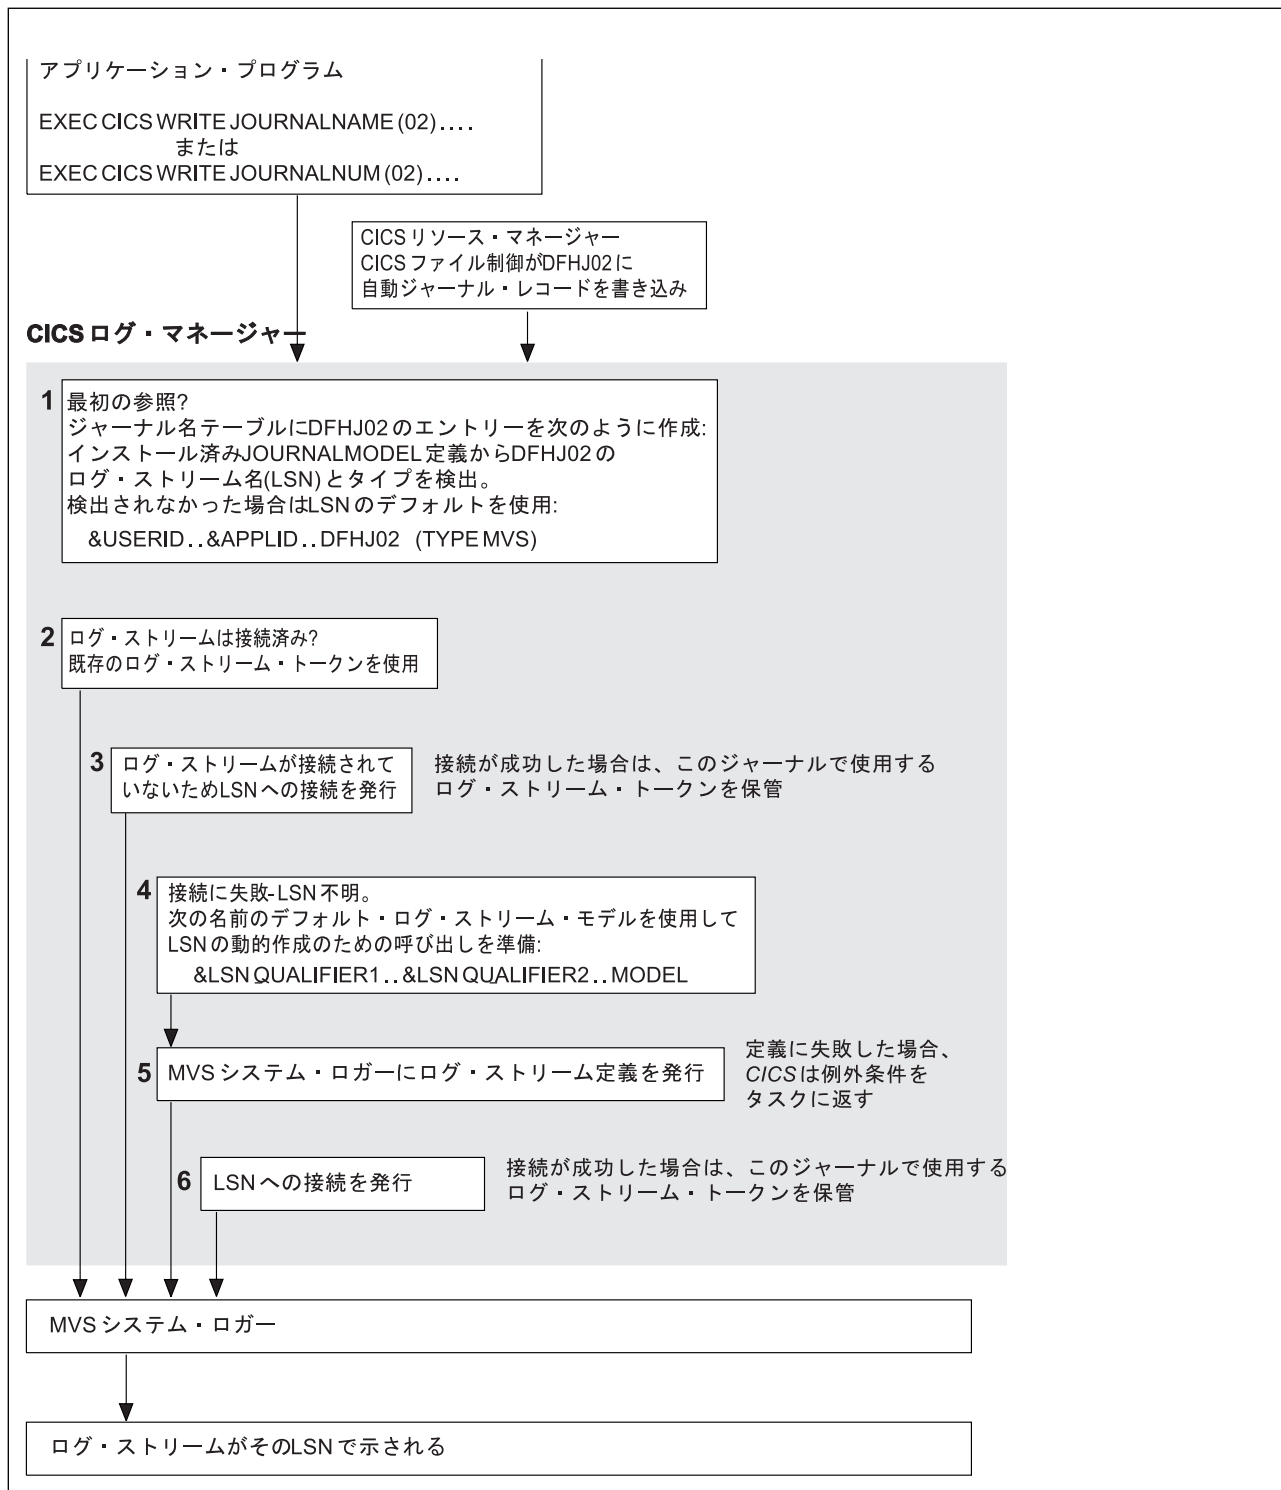 アプリケーション・プログラム
EXEC CICS WRITE JOURNALNAME (02)....
または
EXEC CICS WRITE JOURNALNUM (02)....
CICS リソース・マネージャー
CICS ファイル制御がDFHJ02 に
自動ジャーナル・レコードを書き込み
CICS ログ・マネージャー
1 最初の参照?
ジャーナル名テーブルにDFHJ02 のエントリーを次のように作成:
インストール済みJOURNALMODEL 定義からDFHJ02 の
ログ・ストリーム名(LSN) とタイプを検出。
検出されなかった場合はLSN のデフォルトを使用:
&USERID..&APPLID..DFHJ02 (TYPE MVS)
2 ログ・ストリームは接続済み?
既存のログ・ストリーム・トークンを使用
3 ログ・ストリームが接続されて
いないためLSN への接続を発行
接続が成功した場合は、このジャーナルで使用する
ログ・ストリーム・トークンを保管
4 接続に失敗-LSN 不明。
次の名前のデフォルト・ログ・ストリーム・モデルを使用して
LSN の動的作成のための呼び出しを準備:
&LSN QUALIFIER1..&LSN QUALIFIER2..MODEL
5 MVS システム・ロガーにログ・ストリーム定義を発行
定義に失敗した場合、
CICS は例外条件を
タスクに返す
6 LSN への接続を発行
接続が成功した場合は、このジャーナルで使用する
ログ・ストリーム・トークンを保管
MVS システム・ロガー
ログ・ストリームがそのLSN で示される